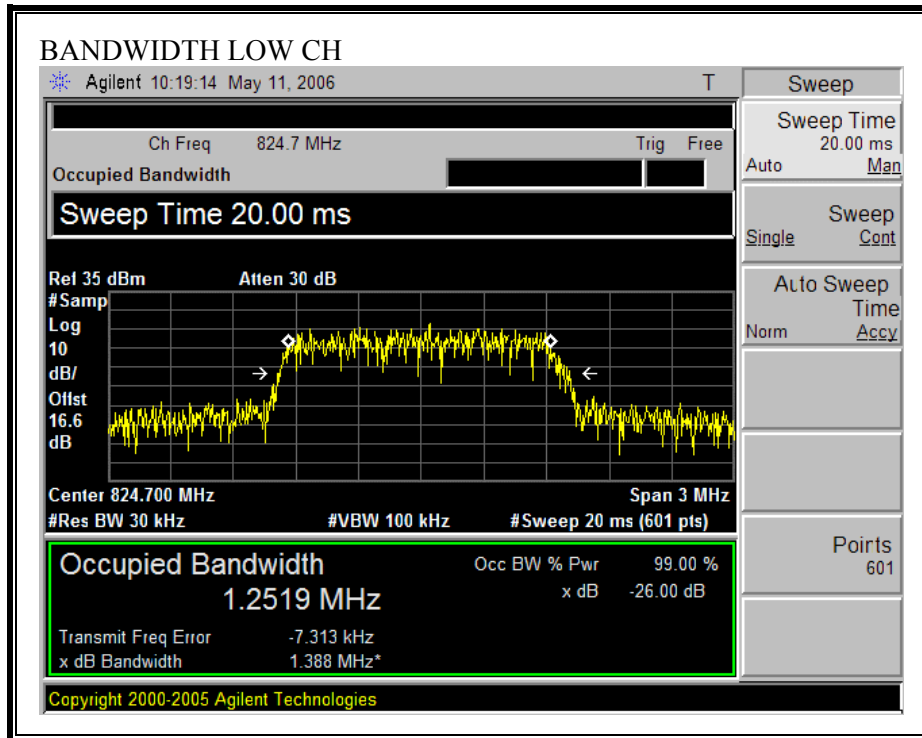 BANDWIDTH LOW CH
Agilent 10:19:14 May 11, 2006 T
Sweep
Ch Freq 824.7 MHz Trig Free
Occupied Bandwidth
Sweep Time 20.00 ms
Sweep Time
20.00 ms
Auto Man
Sweep
Single Cont
Auto Sweep
Time
Norm Accy
Points
601
Ref 35 dBm Atten 30 dB
#Samp
Log
10
dB/
Offst
16.6
dB
Center 824.700 MHz Span 3 MHz
#Res BW 30 kHz #VBW 100 kHz #Sweep 20 ms (601 pts)
Occupied Bandwidth
1.2519 MHz
Occ BW % Pwr 99.00 %
x dB -26.00 dB
Transmit Freq Error -7.313 kHz
x dB Bandwidth 1.388 MHz*
Copyright 2000-2005 Agilent Technologies